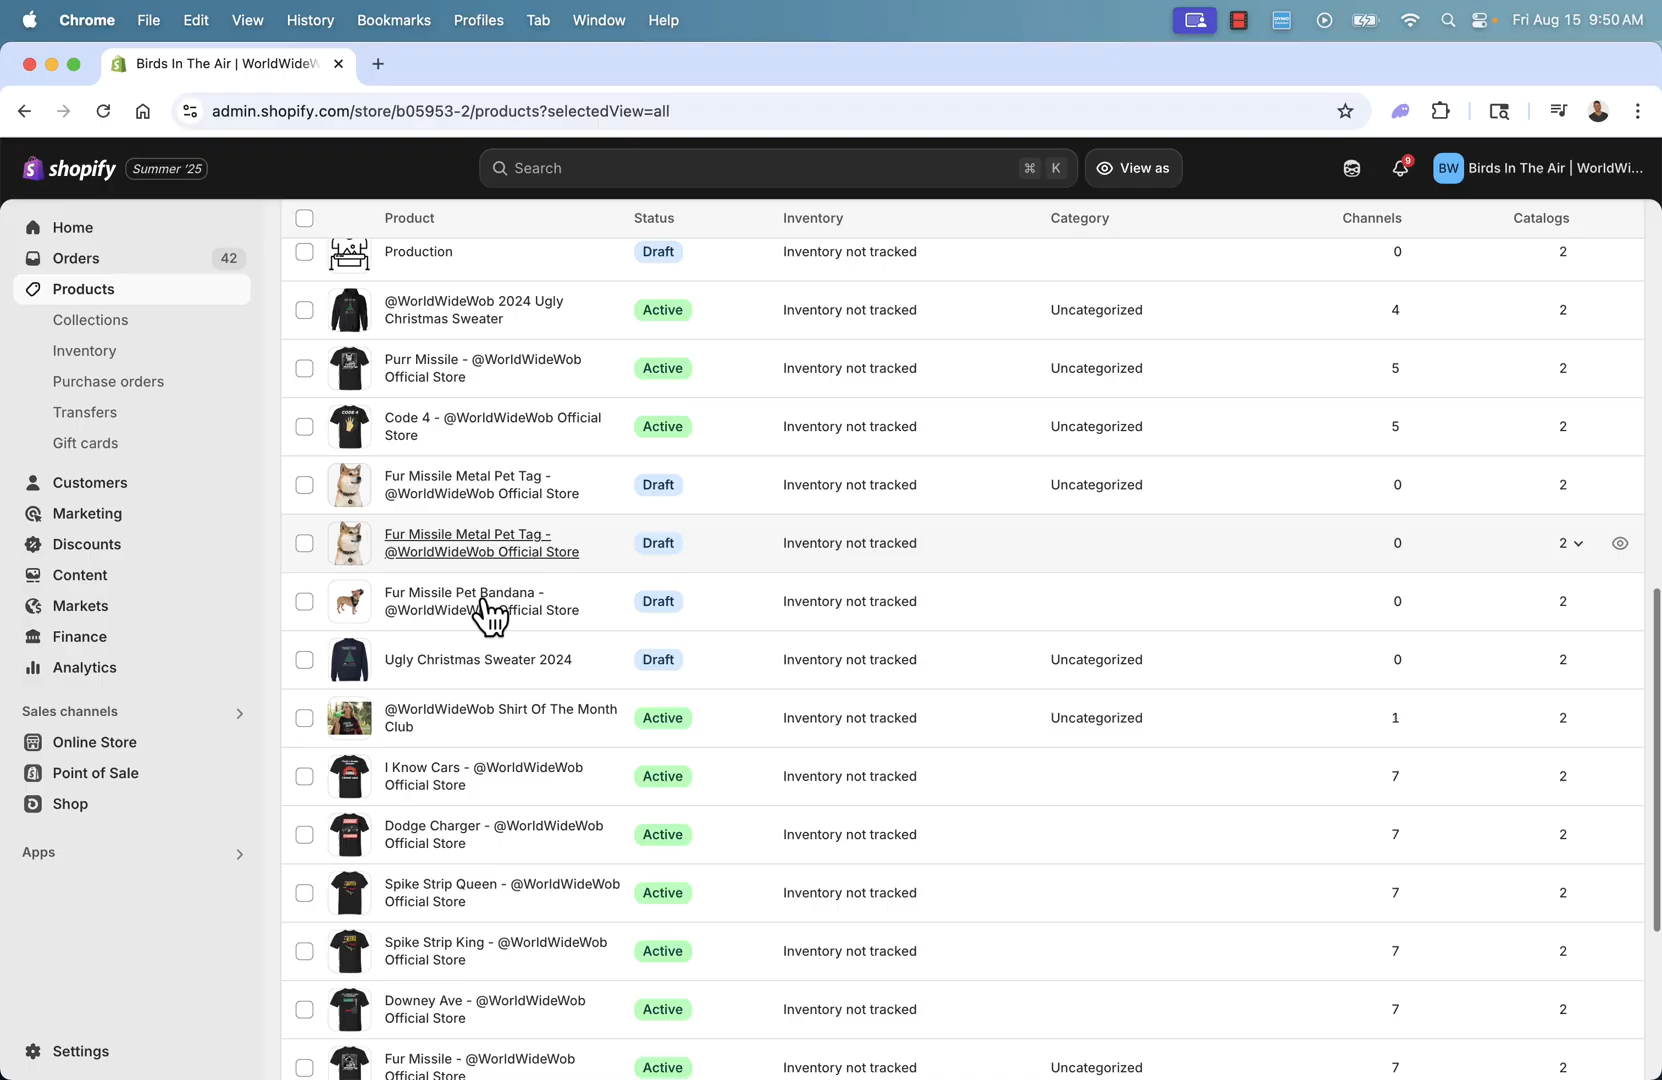 Chrome File Edit View History Bookmarks Profiles Tab Window Help Fri Aug 15 9:50 AM
Birds In The Air | WorldWideW
admin.shopify.com/store/b05953-2/products?selectedView=all
shopify Summer '25 Search ⌘ K View as 9 BW Birds In The Air | WorldWi...
Home
Orders 42
Products
Collections
Inventory
Purchase orders
Transfers
Gift cards
Customers
Marketing
Discounts
Content
Markets
Finance
Analytics
Sales channels
Online Store
Point of Sale
Shop
Apps
Settings
Product Status Inventory Category Channels Catalogs
Production Draft Inventory not tracked 0 2
@WorldWideWob 2024 Ugly
Christmas Sweater Active Inventory not tracked Uncategorized 4 2
Purr Missile - @WorldWideWob
Official Store Active Inventory not tracked Uncategorized 5 2
CODE 4
Code 4 - @WorldWideWob Official
Store Active Inventory not tracked Uncategorized 5 2
Fur Missile Metal Pet Tag -
@WorldWideWob Official Store Draft Inventory not tracked Uncategorized 0 2
Fur Missile Metal Pet Tag -
@WorldWideWob Official Store Draft Inventory not tracked 0 2
Fur Missile Pet Bandana -
@WorldWideW fficial Store Draft Inventory not tracked 0 2
Ugly Christmas Sweater 2024 Draft Inventory not tracked Uncategorized 0 2
@WorldWideWob Shirt Of The Month
Club Active Inventory not tracked Uncategorized 1 2
I Know Cars - @WorldWideWob
Official Store Active Inventory not tracked 7 2
Dodge Charger - @WorldWideWob
Official Store Active Inventory not tracked 7 2
Spike Strip Queen - @WorldWideWob
Official Store Active Inventory not tracked 7 2
Spike Strip King - @WorldWideWob
Official Store Active Inventory not tracked 7 2
Downey Ave - @WorldWideWob
Official Store Active Inventory not tracked 7 2
Fur Missile - @WorldWideWob
Official Store Active Inventory not tracked Uncategorized 7 2